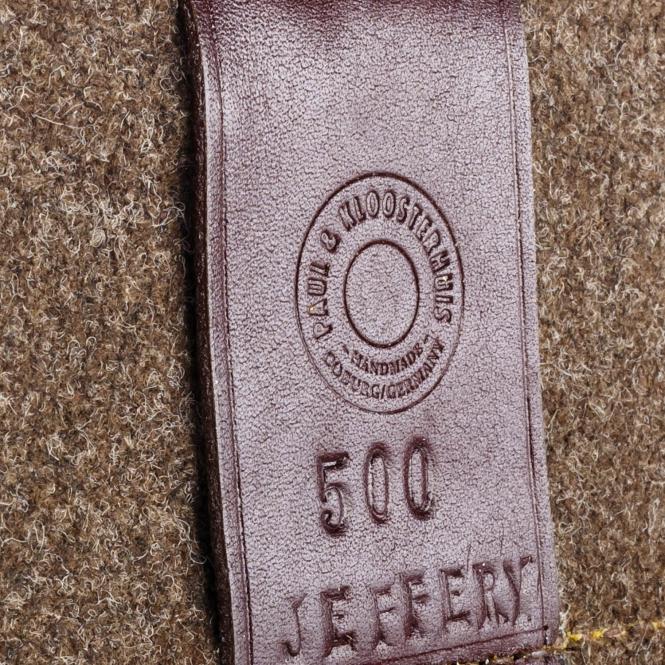 PAUL & KLOOSTERHUIS
- HANDMADE -
COBURG/GERMANY
500
JEFFERY